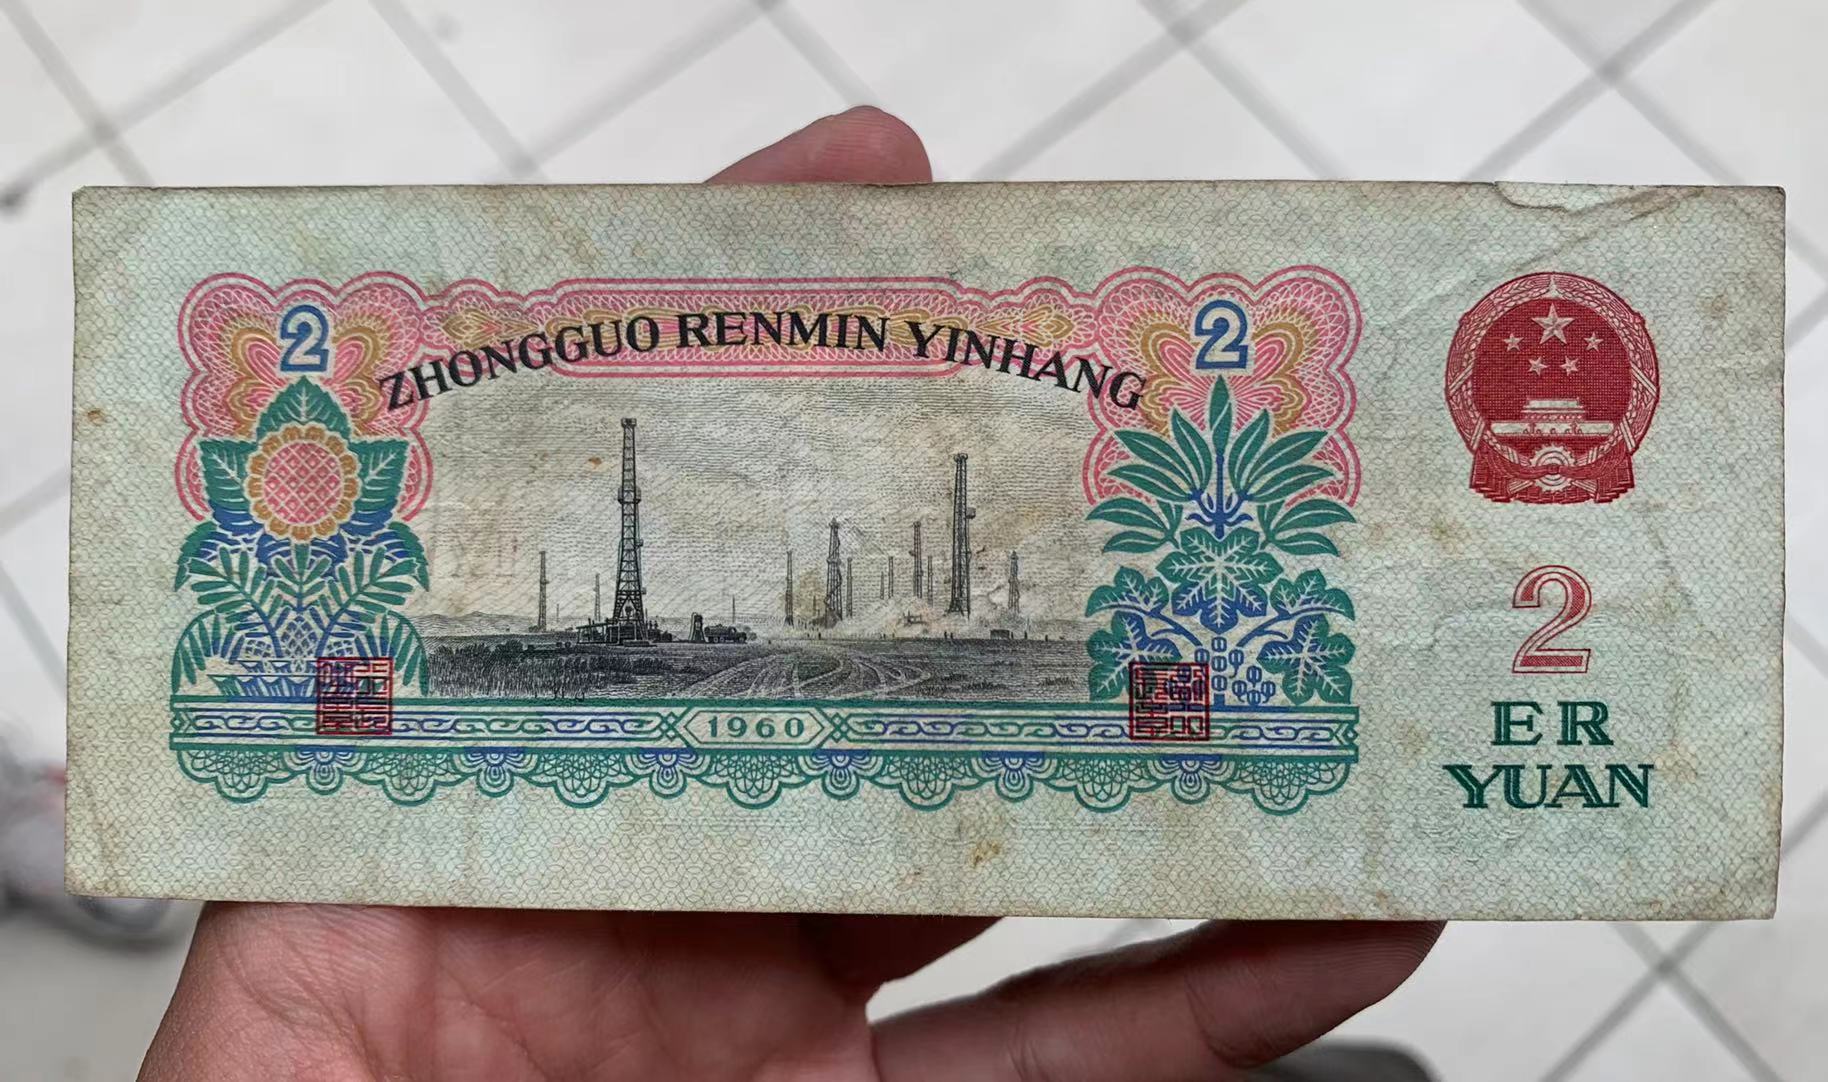 2
2
ZHONGGUO RENMIN YINHANG
1960
2
ER
YUAN